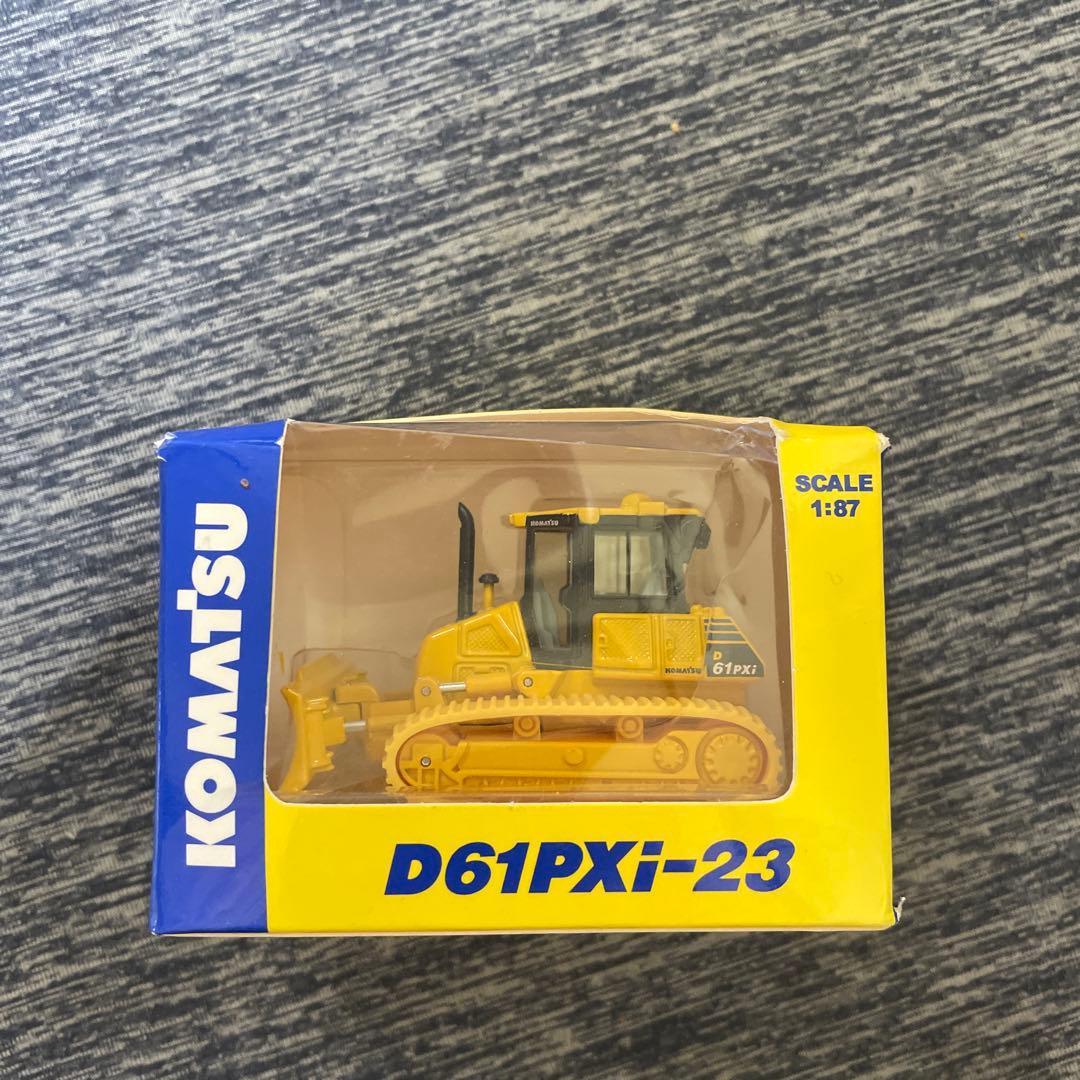 KOMATSU
SCALE
1:87
KOMATSU
KOMATSU
D
61PXi
D61PXi-23